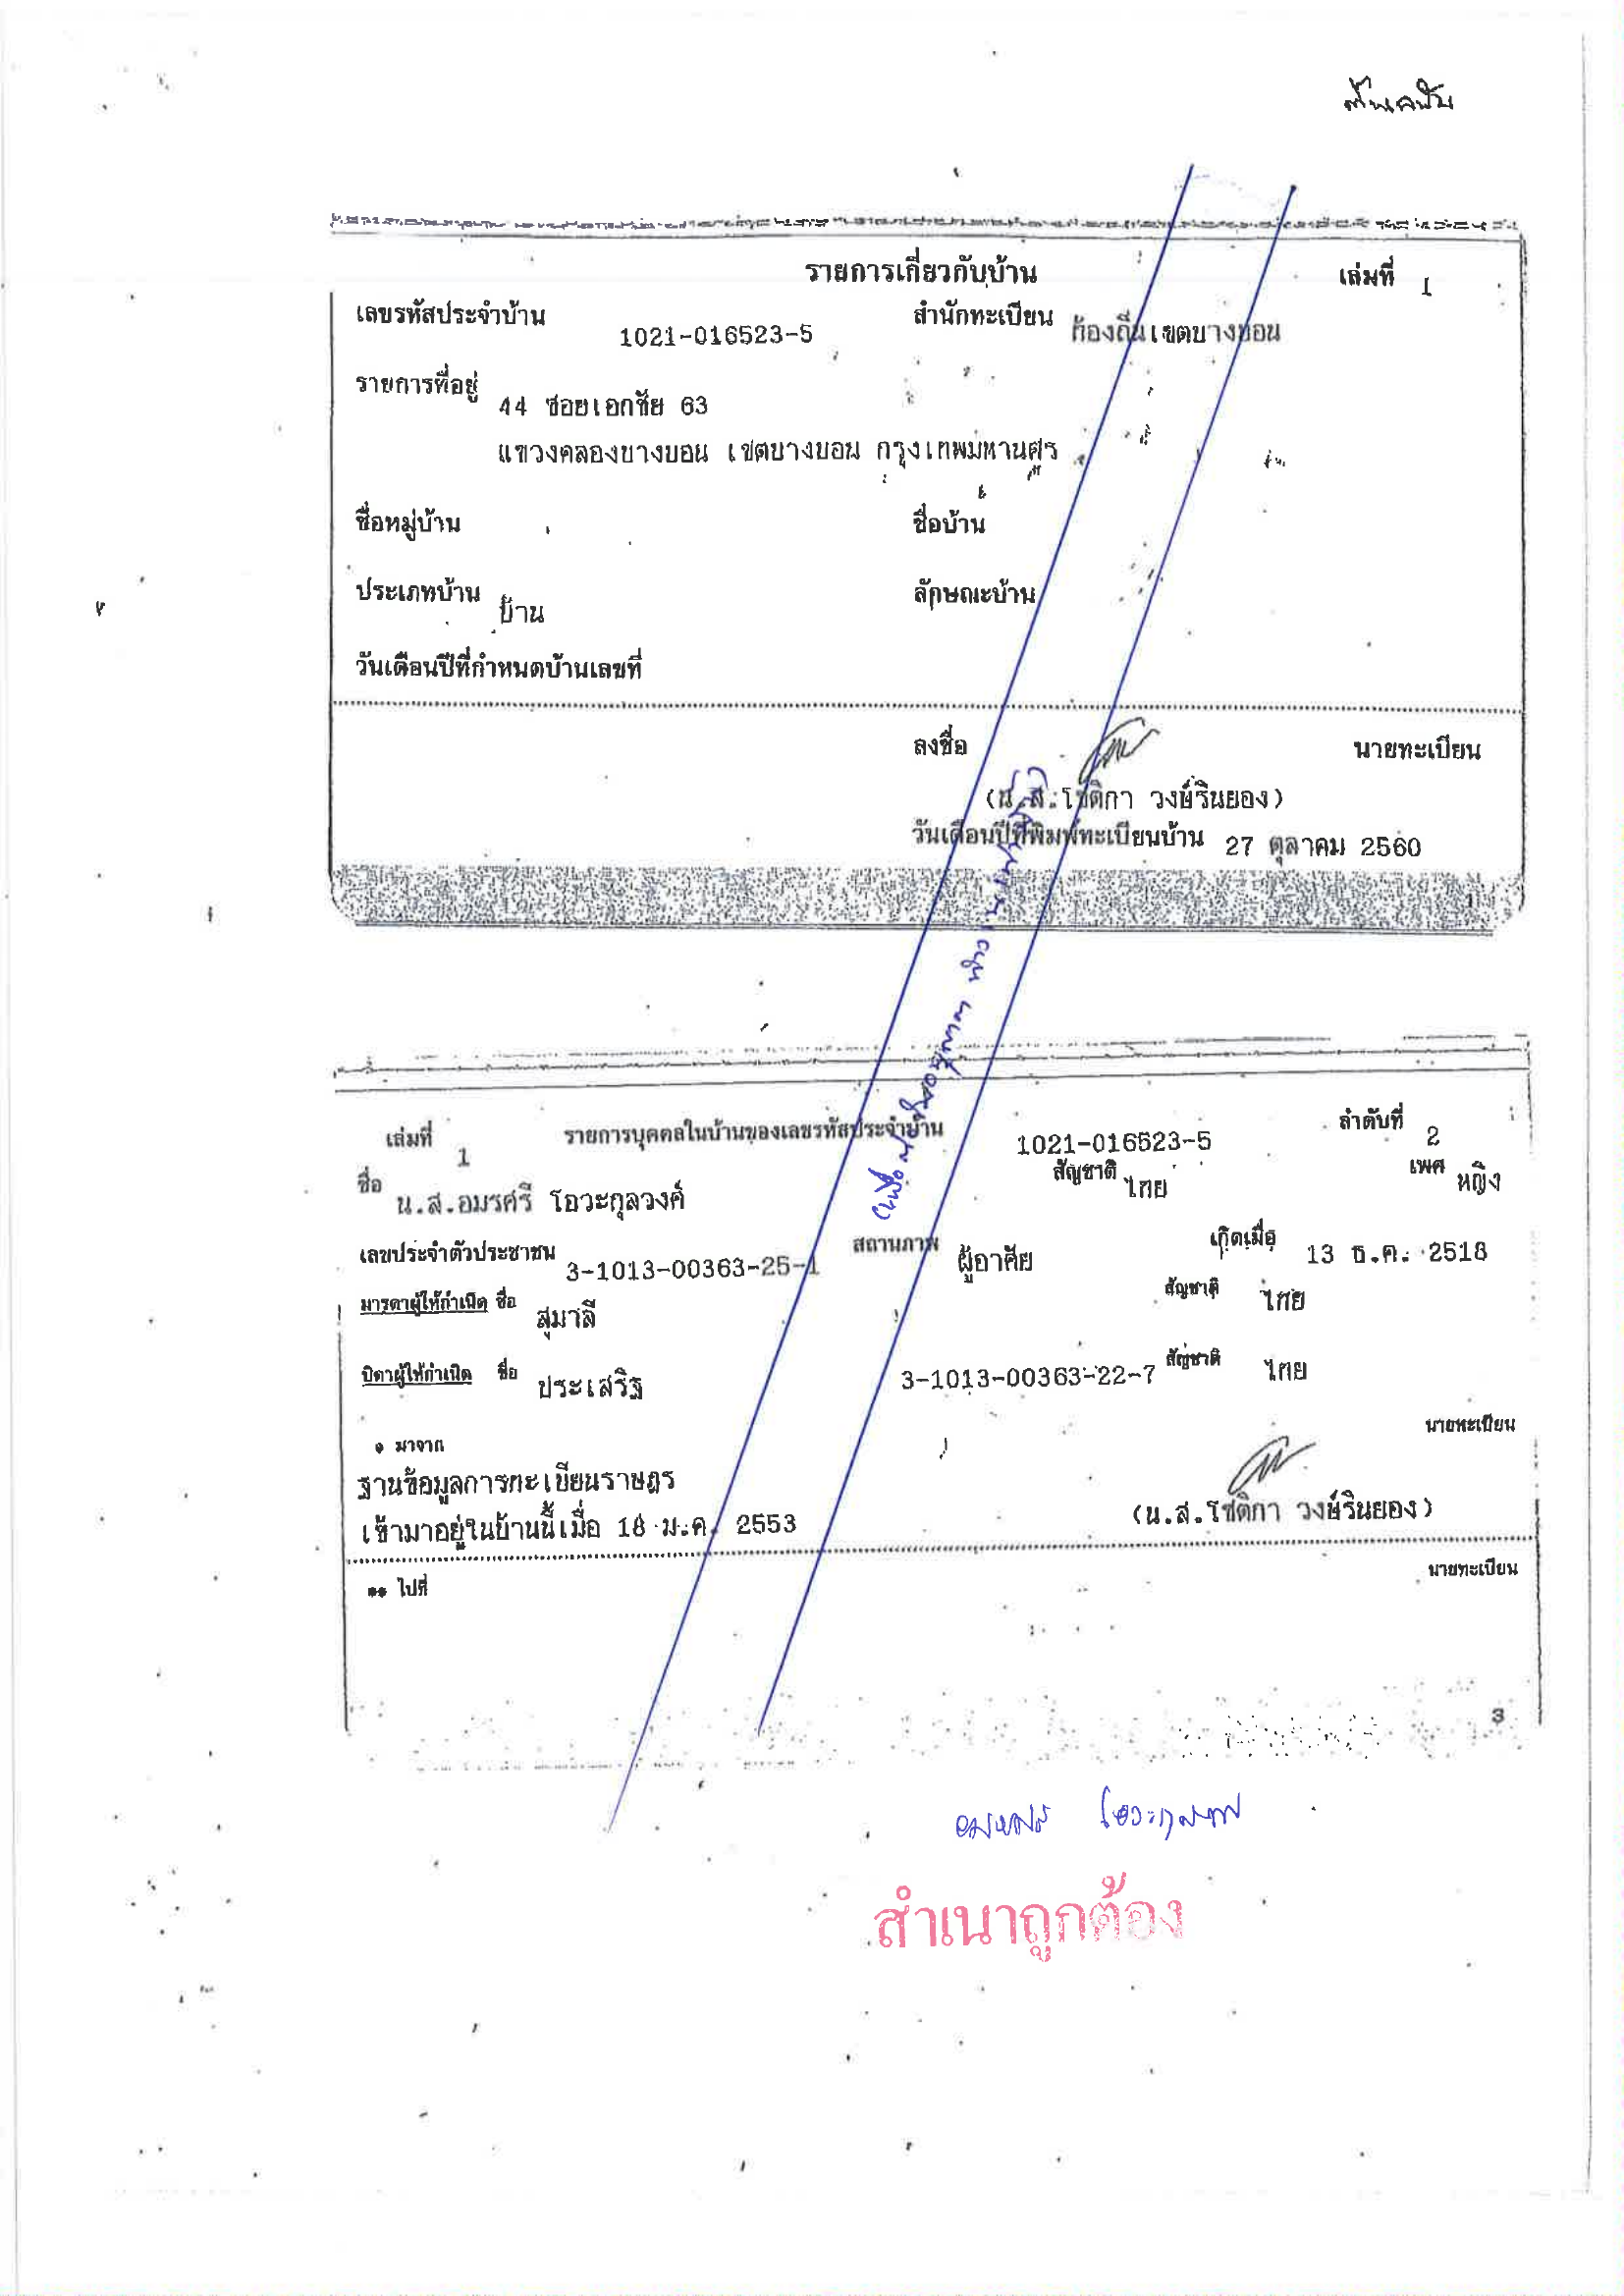 ต้นฉบับ
รายการเกี่ยวกับบ้าน เล่มที่ 1
เลขรหัสประจำบ้าน 1021-016523-5 สำนักทะเบียน ท้องถิ่นเขตบางบอน
รายการที่อยู่ 44 ซอยเอกชัย 63
แขวงคลองบางบอน เขตบางบอน กรุงเทพมหานคร
ชื่อหมู่บ้าน ชื่อบ้าน
ประเภทบ้าน บ้าน ลักษณะบ้าน
วันเดือนปีที่กำหนดบ้านเลขที่
ลงชื่อ นายทะเบียน
(น.ส.โชติกา วงษ์รินยอง)
วันเดือนปีที่พิมพ์ทะเบียนบ้าน 27 ตุลาคม 2560
1
เล่มที่ 1 รายการบุคคลในบ้านของเลขรหัสประจำบ้าน 1021-016523-5 ลำดับที่ 2
ชื่อ น.ส.อมรศรี โอวะกุลวงค์ สัญชาติ ไทย เพศ หญิง
เลขประจำตัวประชาชน 3-1013-00363-25-1 สถานภาพ ผู้อาศัย เกิดเมื่อ 13 ธ.ค. 2518
มารดาผู้ให้กำเนิด ชื่อ สุมาลี สัญชาติ ไทย
บิดาผู้ให้กำเนิด ชื่อ ประเสริฐ 3-1013-00363-22-7 สัญชาติ ไทย
* มาจาก นายทะเบียน
ฐานข้อมูลการทะเบียนราษฎร
เข้ามาอยู่ในบ้านนี้เมื่อ 18 ม.ค. 2553 (น.ส.โชติกา วงษ์รินยอง)
** ไปที่ นายทะเบียน
3
อมรศรี โอวะกุลวงค์
สำเนาถูกต้อง